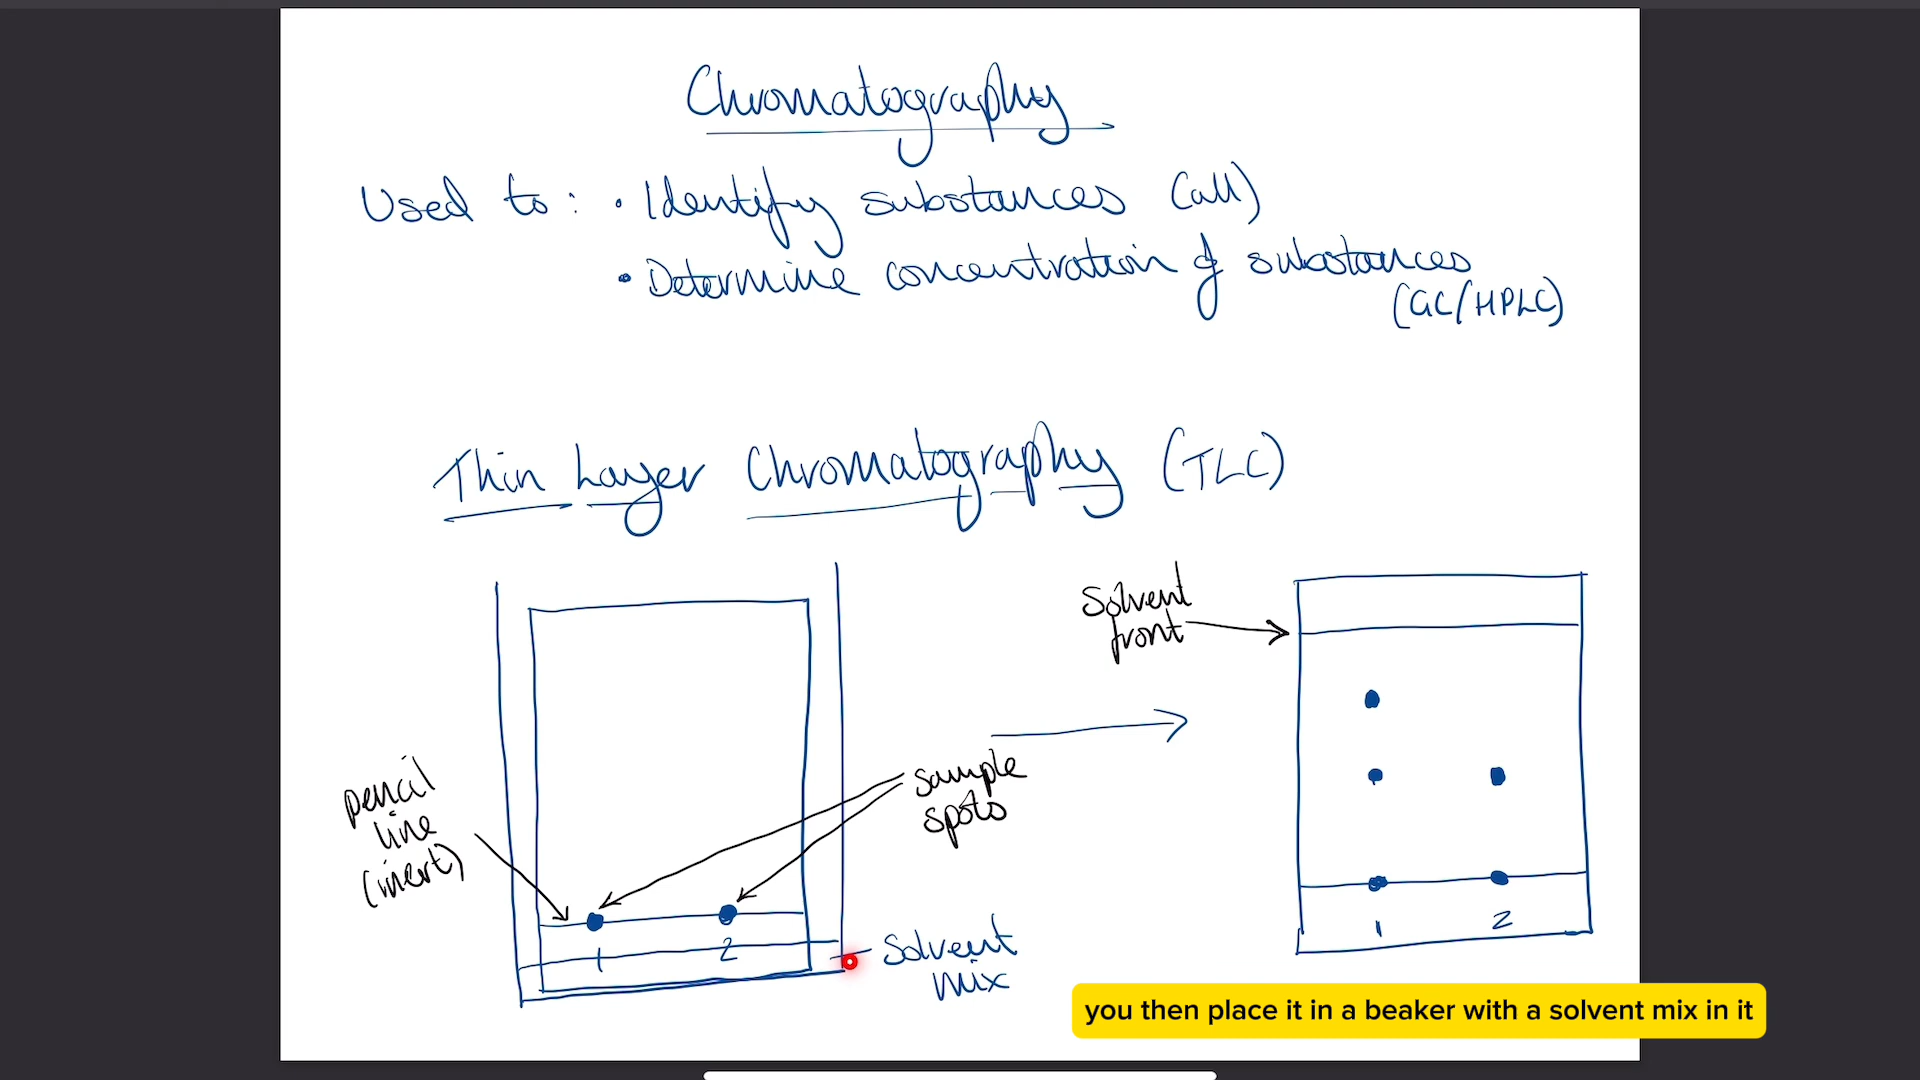 Chromatography
Used to: • Identify substances (all)
• Determine concentration of substances
(GC/HPLC)
Thin Layer Chromatography (TLC)
Solvent
front
pencil
line
(inert)
sample
spots
1 2
Solvent
mix
1 2
you then place it in a beaker with a solvent mix in it